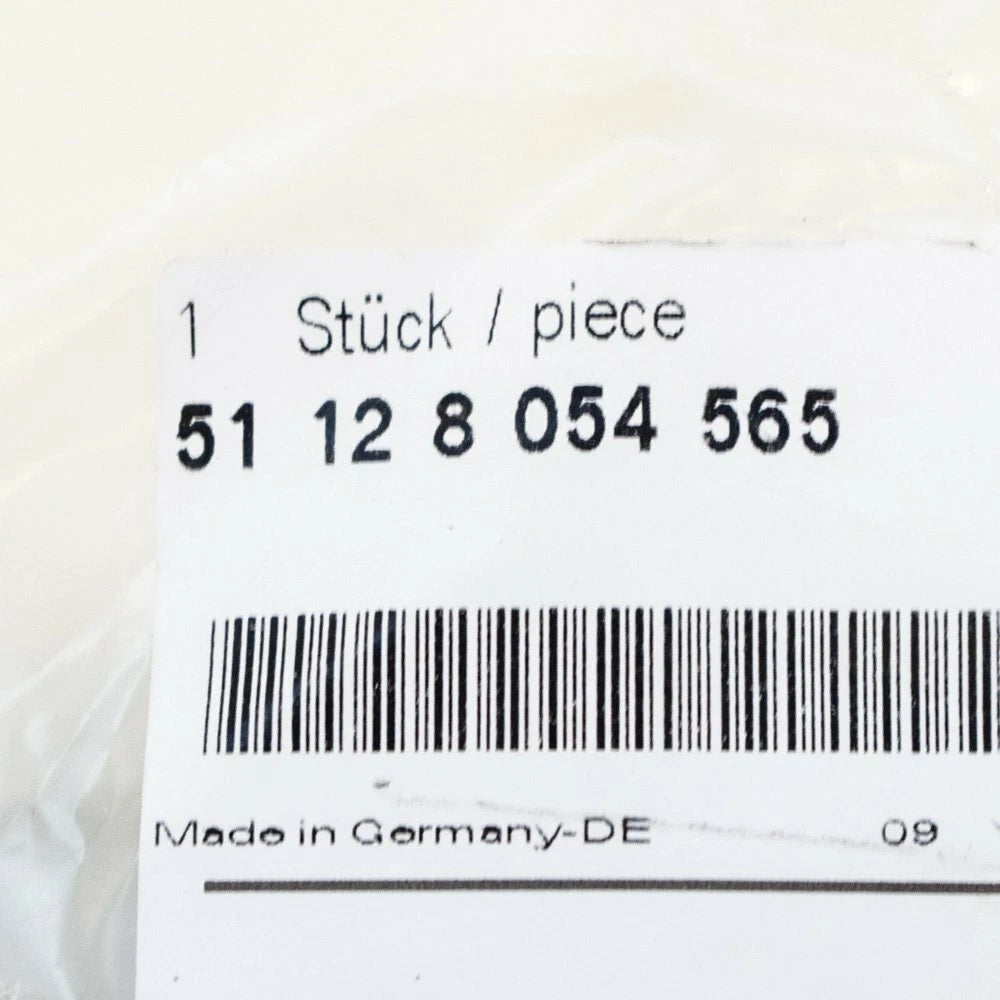 1 Stück / piece
51 12 8 054 565
Made in Germany-DE 09